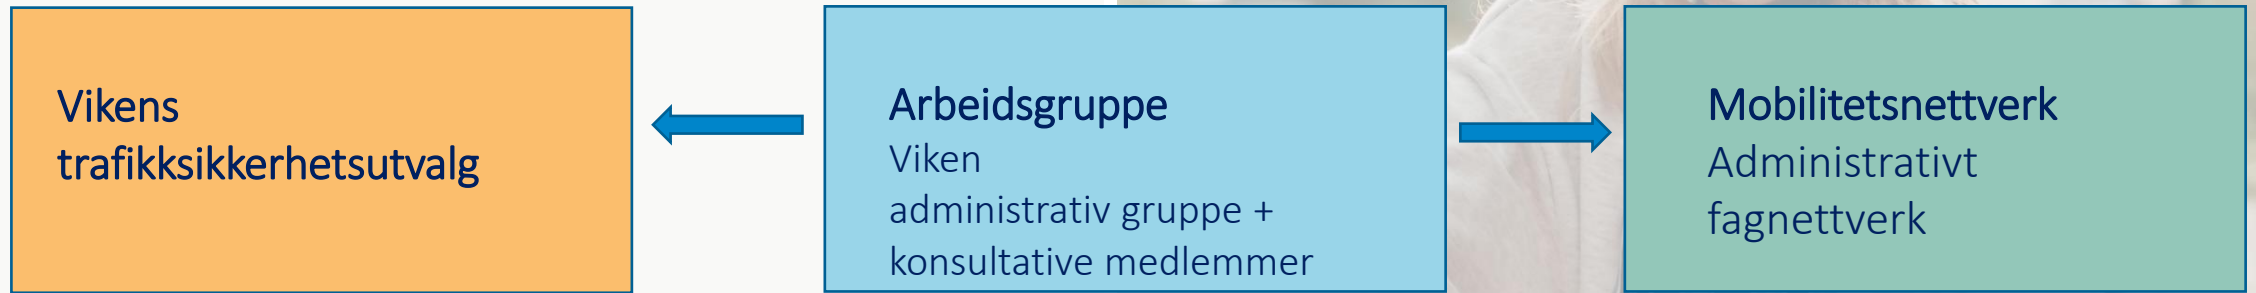 Vikens
trafikksikkerhetsutvalg
Arbeidsgruppe
Viken
administrativ gruppe +
konsultative medlemmer
Mobilitetsnettverk
Administrativt
fagnettverk